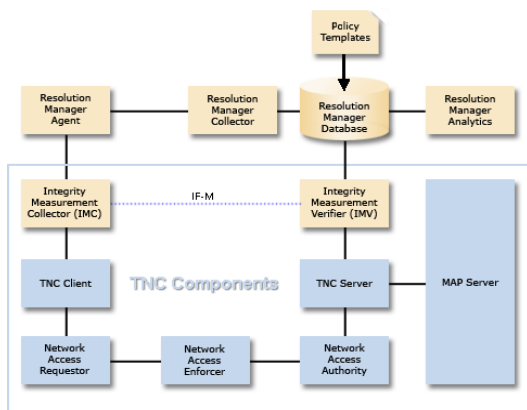 Policy
Templates
Resolution
Manager
Agent
Resolution
Manager
Collector
Resolution
Manager
Database
Resolution
Manager
Analytics
Integrity
Measurement
Collector (IMC)
IF-M
Integrity
Measurement
Verifier (IMV)
TNC Client
TNC Components
TNC Server
MAP Server
Network
Access
Requestor
Network
Access
Enforcer
Network
Access
Authority